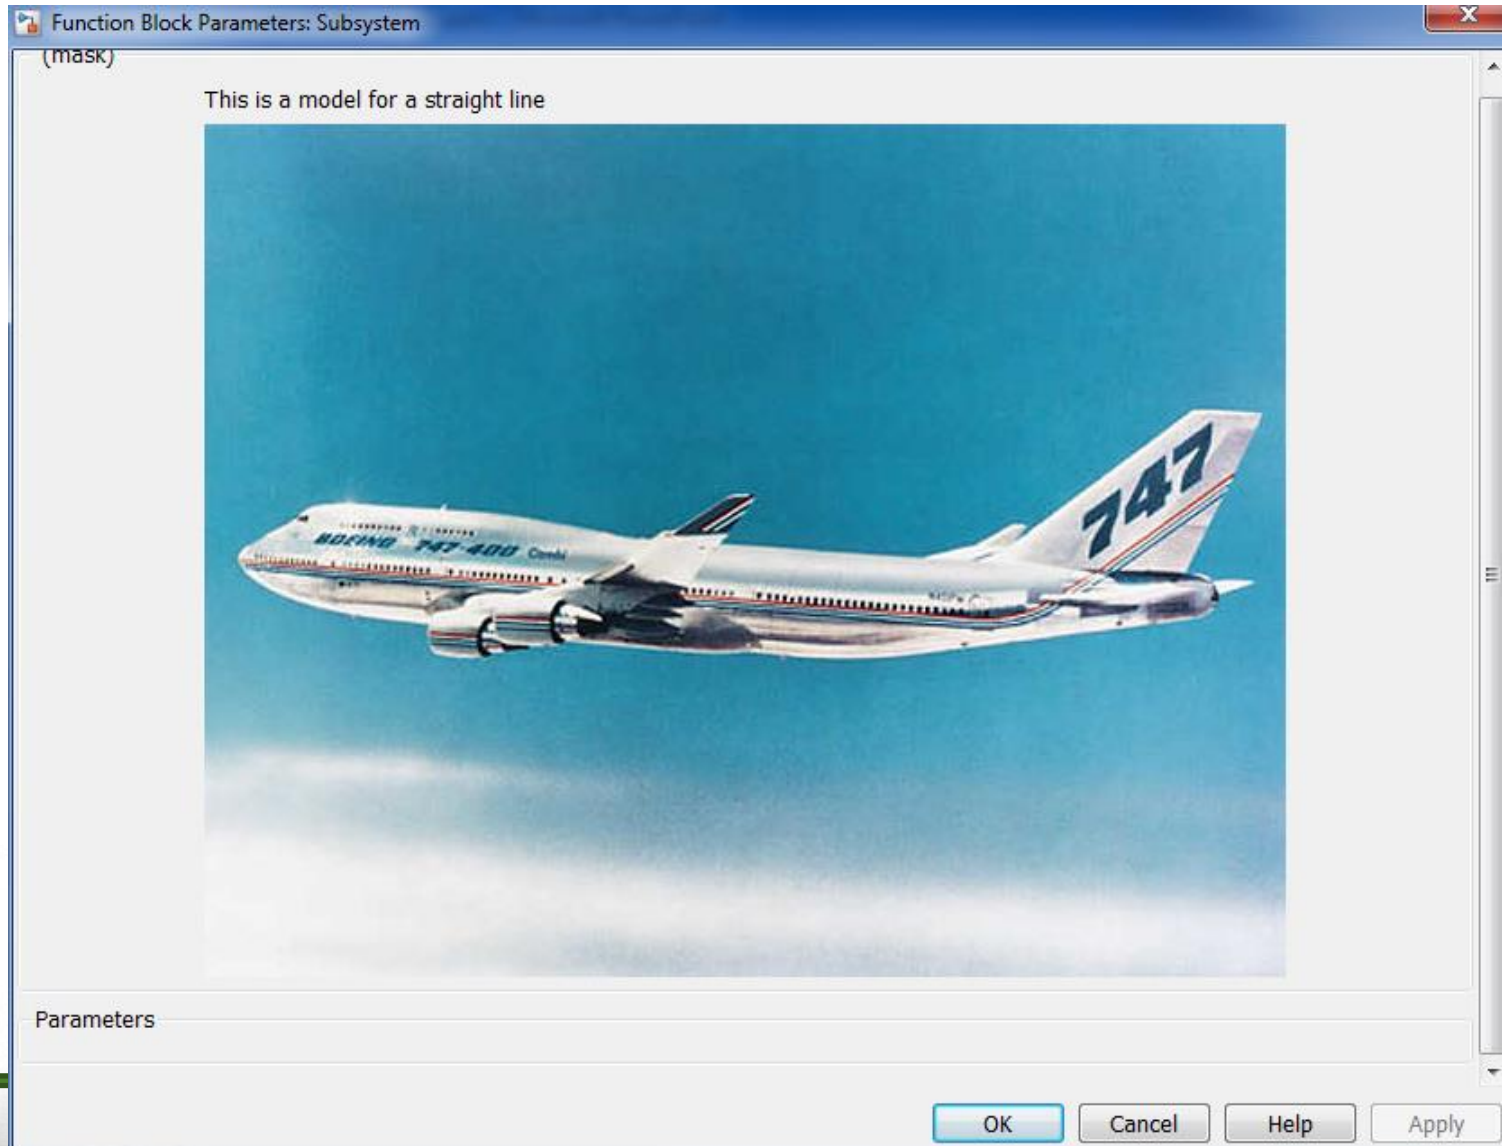 Function Block Parameters: Subsystem
(mask)
This is a model for a straight line
747
BOEING 747-400 Combi
Parameters
OK Cancel Help Apply